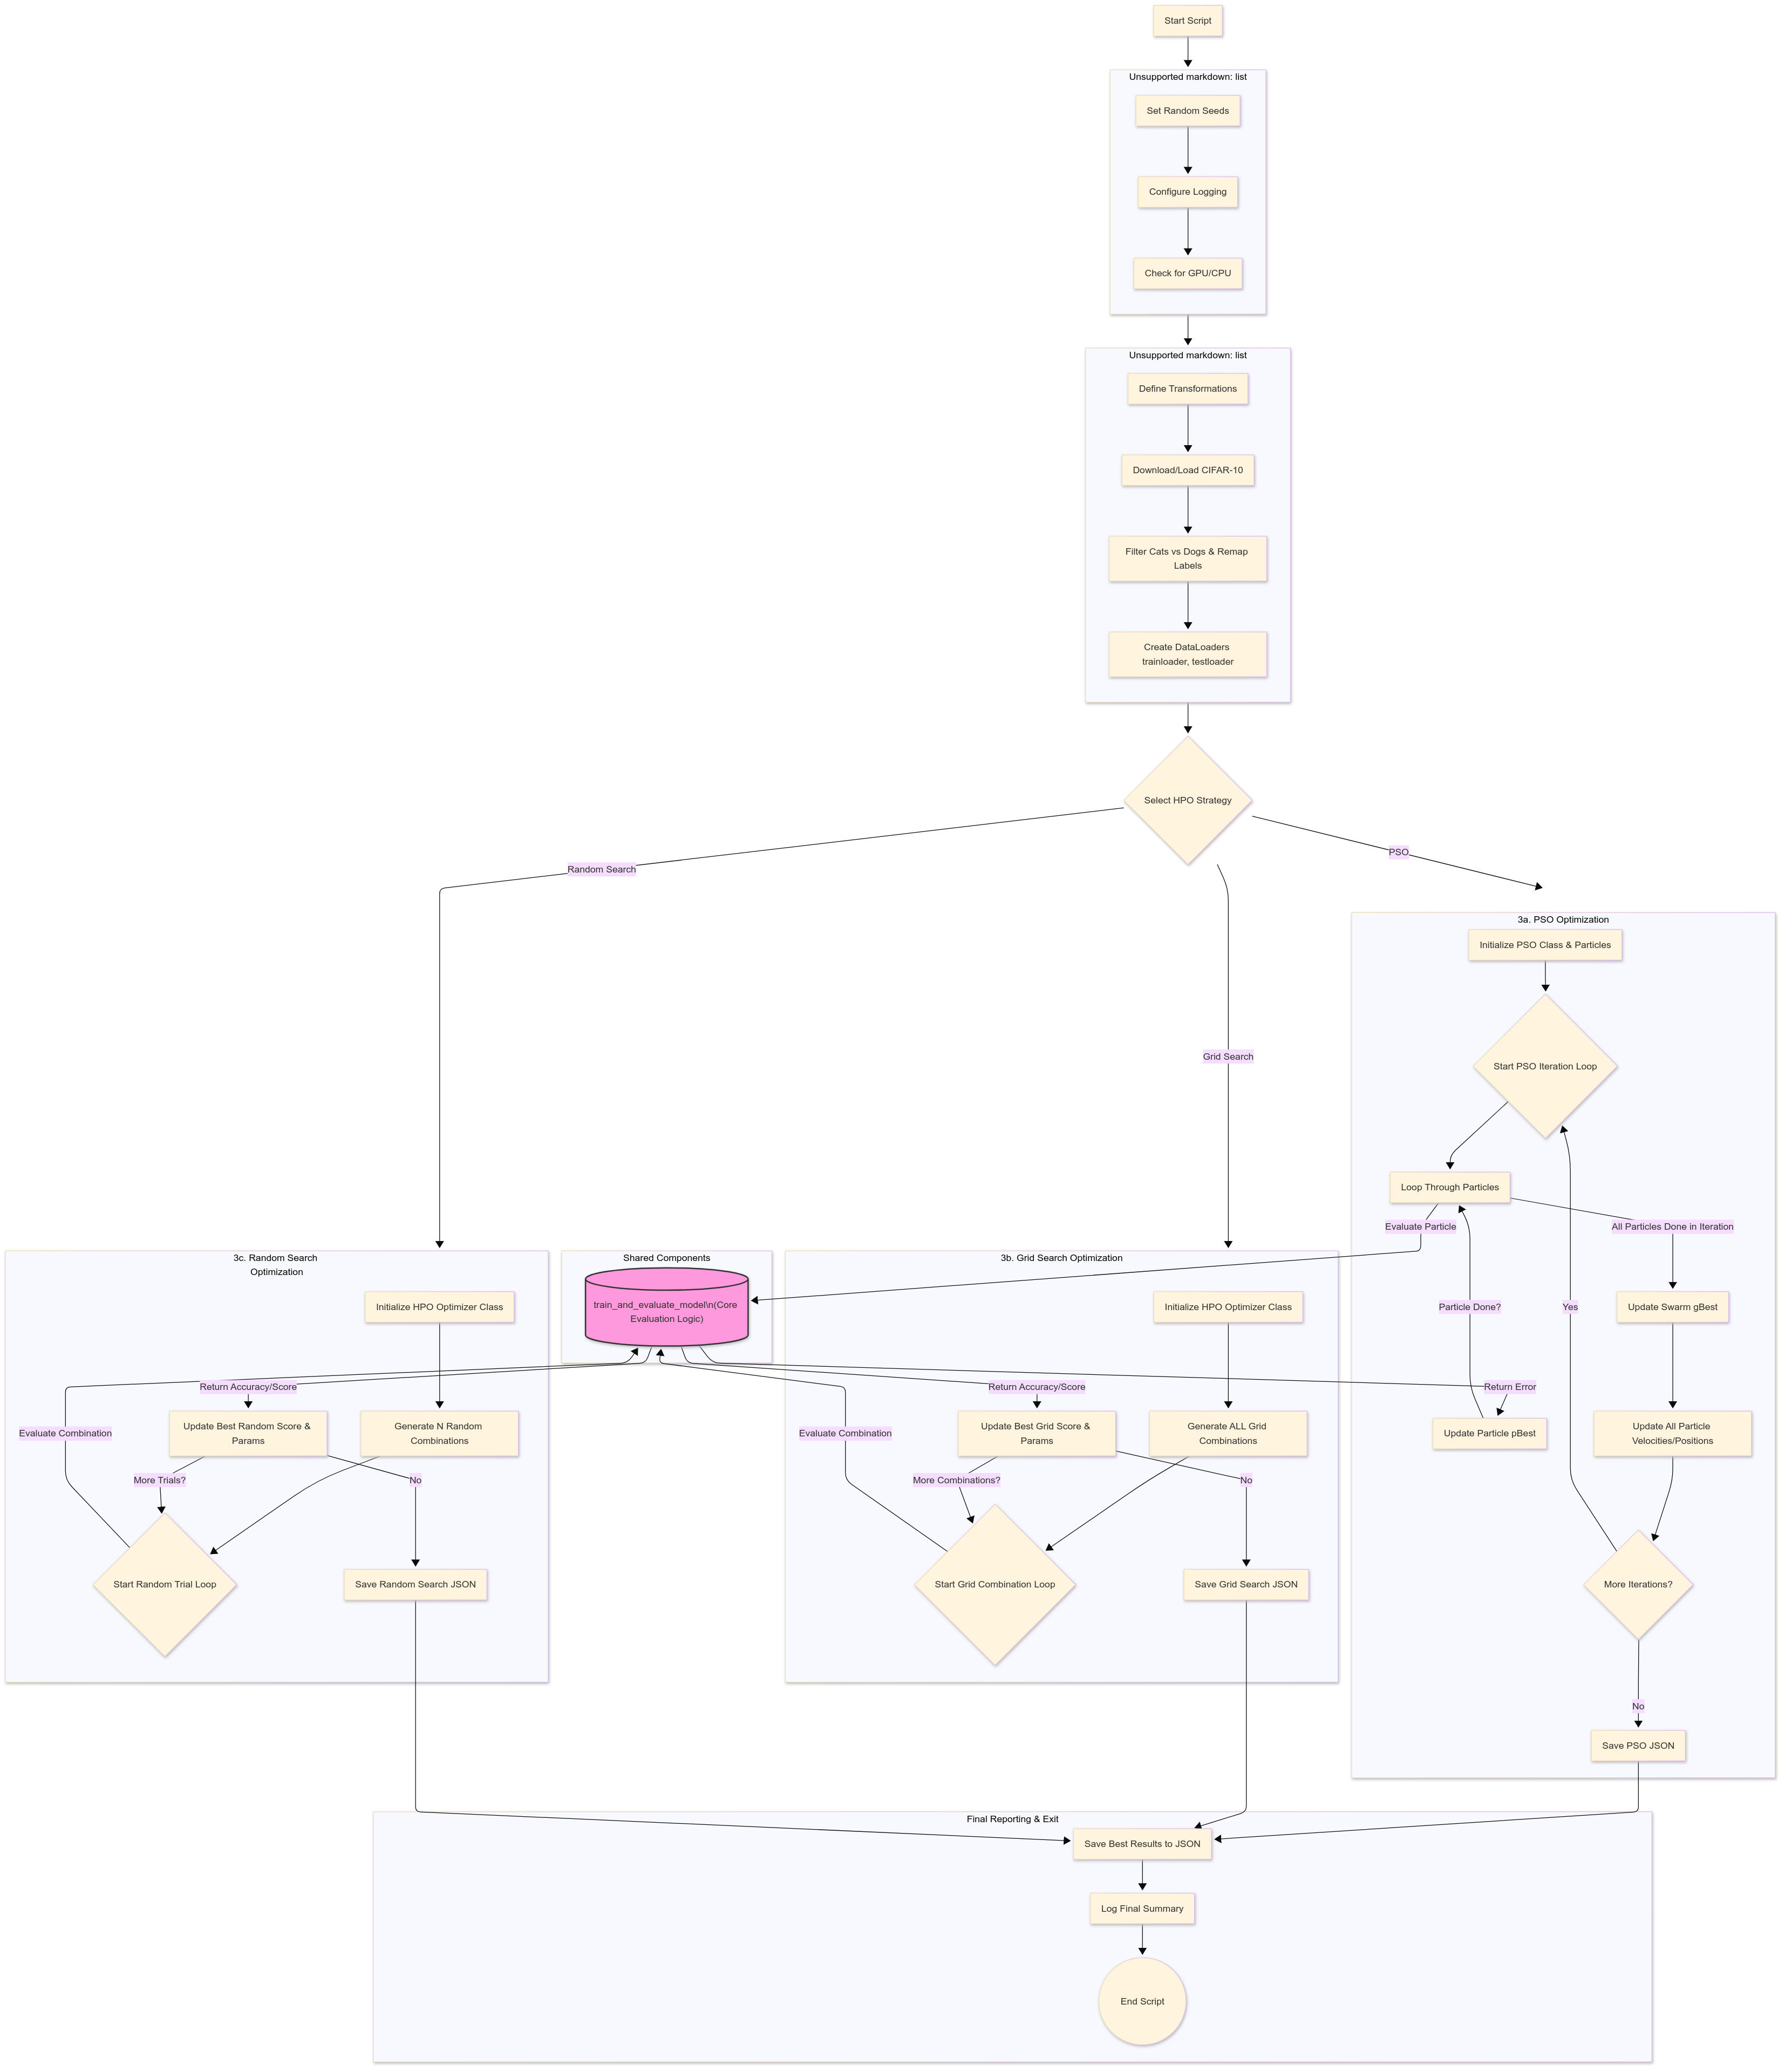 Start Script
Unsupported markdown: list
Set Random Seeds
Configure Logging
Check for GPU/CPU
Unsupported markdown: list
Define Transformations
Download/Load CIFAR-10
Filter Cats vs Dogs & Remap
Labels
Create DataLoaders
trainloader, testloader
Select HPO Strategy
Random Search
Grid Search
PSO
3a. PSO Optimization
Initialize PSO Class & Particles
Start PSO Iteration Loop
Loop Through Particles
Evaluate Particle
All Particles Done in Iteration
Particle Done?
Yes
Update Swarm gBest
Return Error
Update Particle pBest
Update All Particle
Velocities/Positions
More Iterations?
No
Save PSO JSON
3c. Random Search
Optimization
Initialize HPO Optimizer Class
Return Accuracy/Score
Evaluate Combination
Update Best Random Score &
Params
Generate N Random
Combinations
More Trials?
No
Start Random Trial Loop
Save Random Search JSON
Shared Components
train_and_evaluate_model\n(Core
Evaluation Logic)
3b. Grid Search Optimization
Initialize HPO Optimizer Class
Return Accuracy/Score
Evaluate Combination
Update Best Grid Score &
Params
Generate ALL Grid
Combinations
More Combinations?
No
Start Grid Combination Loop
Save Grid Search JSON
Final Reporting & Exit
Save Best Results to JSON
Log Final Summary
End Script